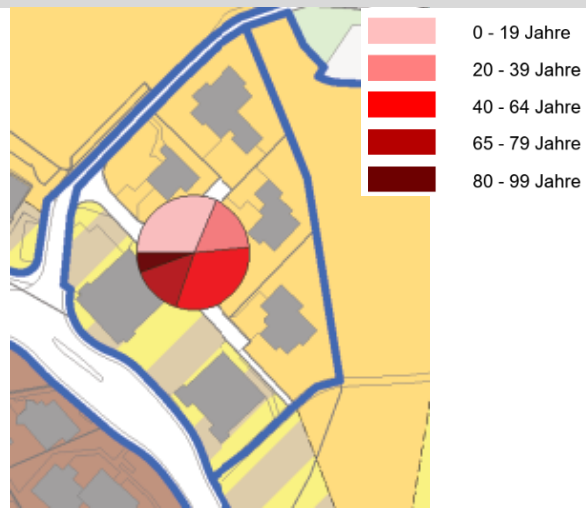 0 - 19 Jahre
20 - 39 Jahre
40 - 64 Jahre
65 - 79 Jahre
80 - 99 Jahre